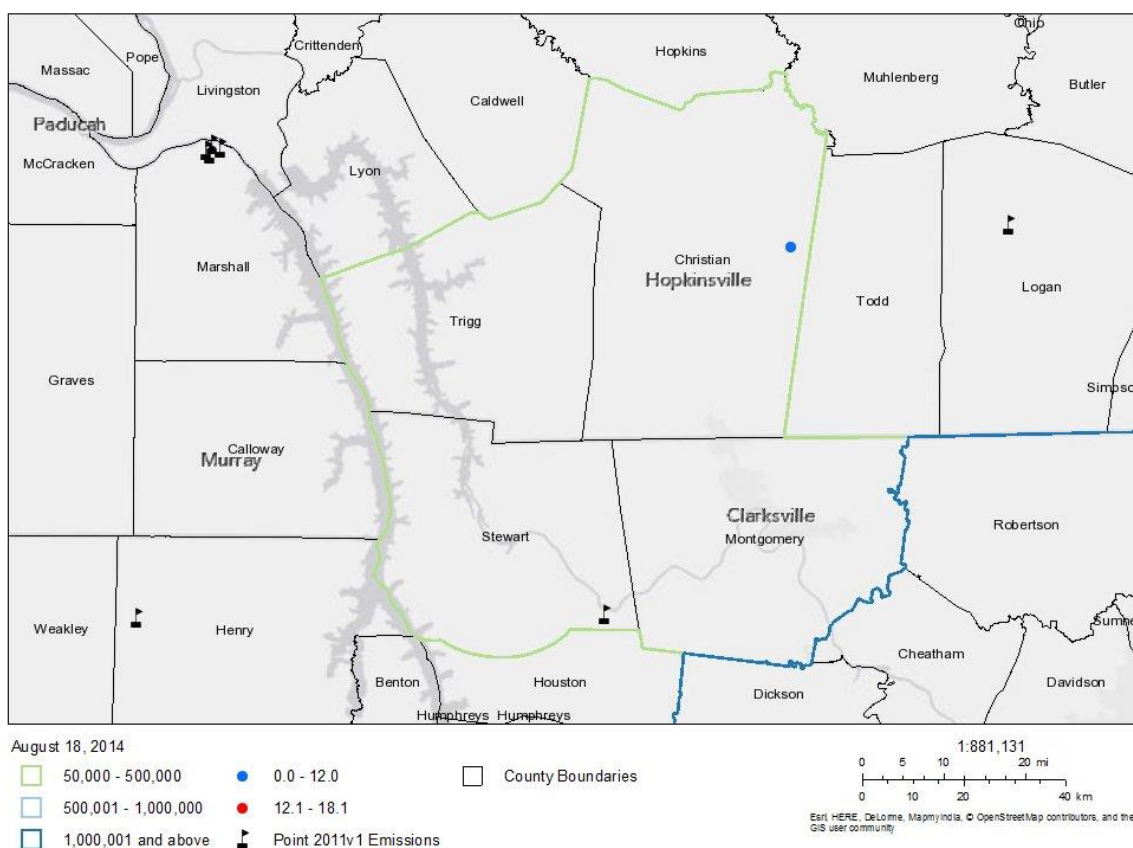 Ohio
Crittenden
Pope
Hopkins
Massac
Muhlenberg
Butler
Livingston
Caldwell
Paducah
McCracken
Lyon
Christian
Marshall
Hopkinsville
Logan
Todd
Trigg
Graves
Simpso
Calloway
Murray
Clarksville
Robertson
Stewart
Montgomery
Weakley
Henry
Sumne
Cheatham
Benton
Houston
Davidson
Dickson
Humphreys Humphreys
August 18, 2014
1:881,131
50,000 - 500,000
0.0 - 12.0
County Boundaries
0 5 10 20 mi
500,001 - 1,000,000
12.1 - 18.1
0 10 20 40 km
1,000,001 and above
Point 2011v1 Emissions
Esri, HERE, DeLorme, MapmyIndia, © OpenStreetMap contributors, and the
GIS user community